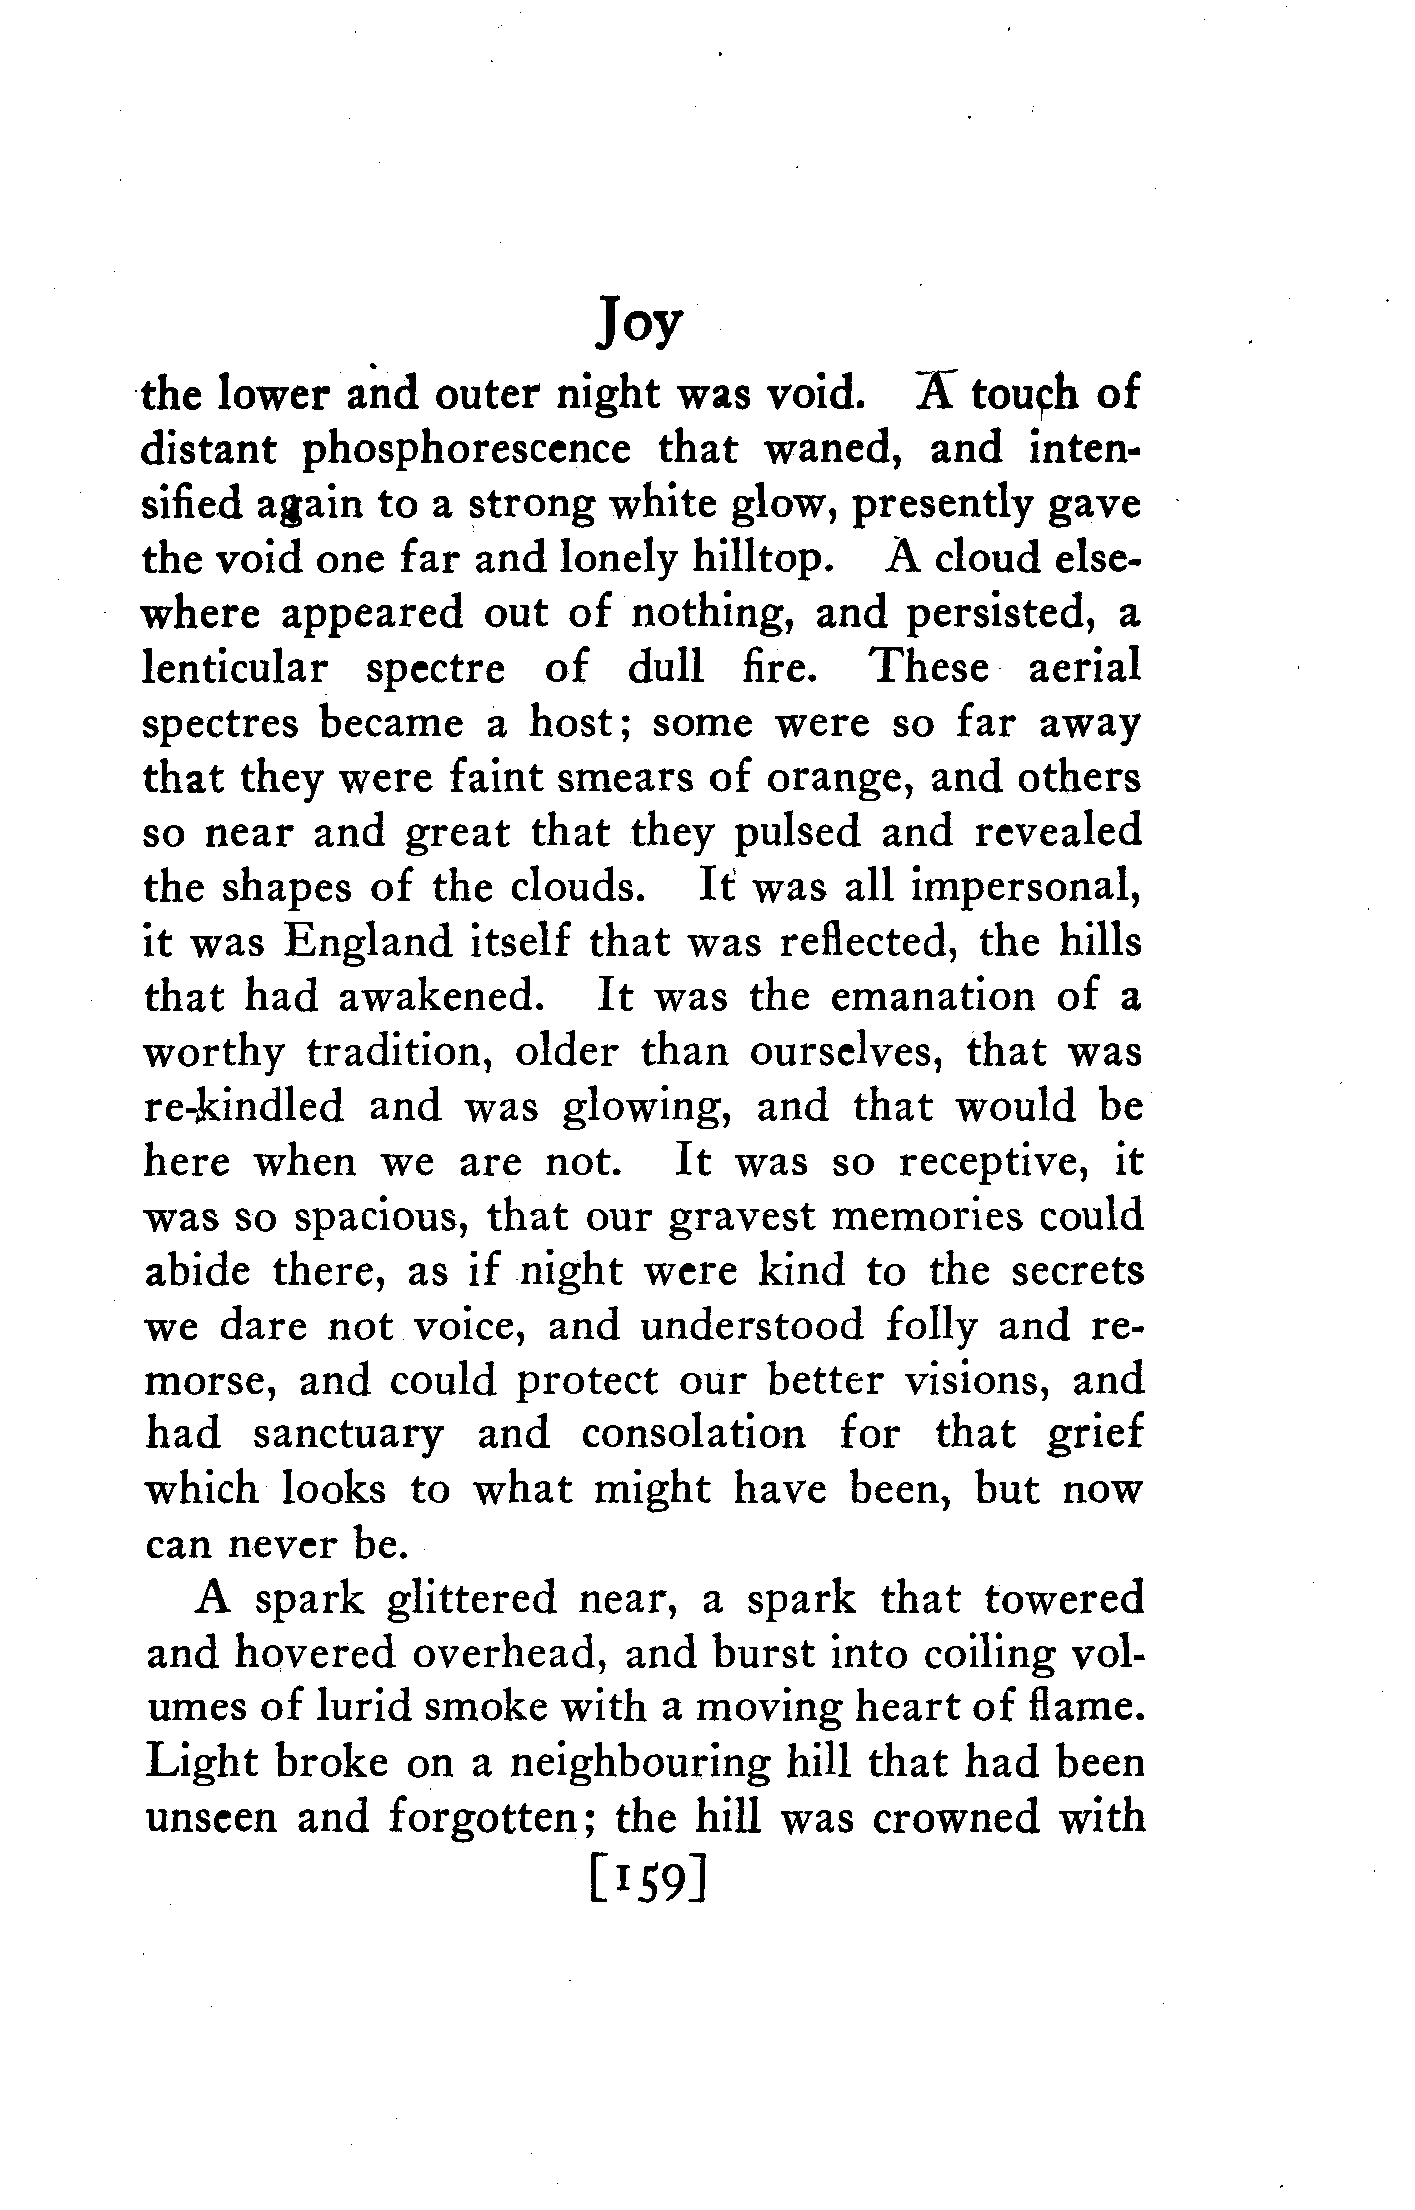 Joy
the lower and outer night was void. A touch of
distant phosphorescence that waned, and inten-
sified again to a strong white glow, presently gave
the void one far and lonely hilltop. A cloud else-
where appeared out of nothing, and persisted, a
lenticular spectre of dull fire. These aerial
spectres became a host; some were so far away
that they were faint smears of orange, and others
so near and great that they pulsed and revealed
the shapes of the clouds. It was all impersonal,
it was England itself that was reflected, the hills
that had awakened. It was the emanation of a
worthy tradition, older than ourselves, that was
re-kindled and was glowing, and that would be
here when we are not. It was so receptive, it
was so spacious, that our gravest memories could
abide there, as if night were kind to the secrets
we dare not voice, and understood folly and re-
morse, and could protect our better visions, and
had sanctuary and consolation for that grief
which looks to what might have been, but now
can never be.
A spark glittered near, a spark that towered
and hovered overhead, and burst into coiling vol-
umes of lurid smoke with a moving heart of flame.
Light broke on a neighbouring hill that had been
unseen and forgotten; the hill was crowned with
[159]